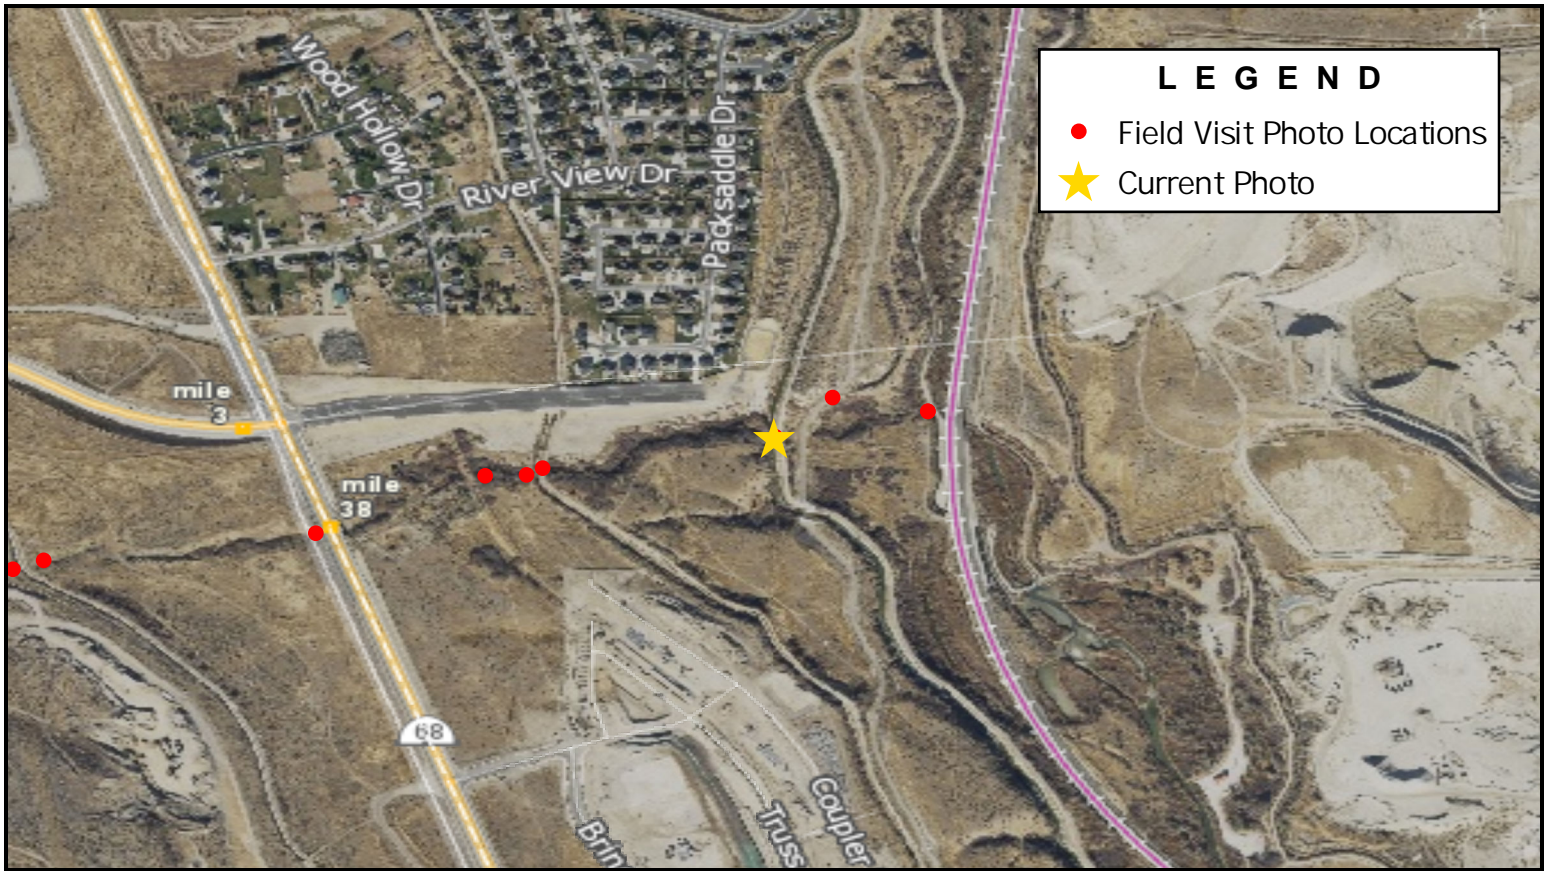 LEGEND
Field Visit Photo Locations
Current Photo
Wood Hollow Dr
River View Dr
Packsaddle Dr
mile
3
mile
38
68
Coupler
Truss
Brin